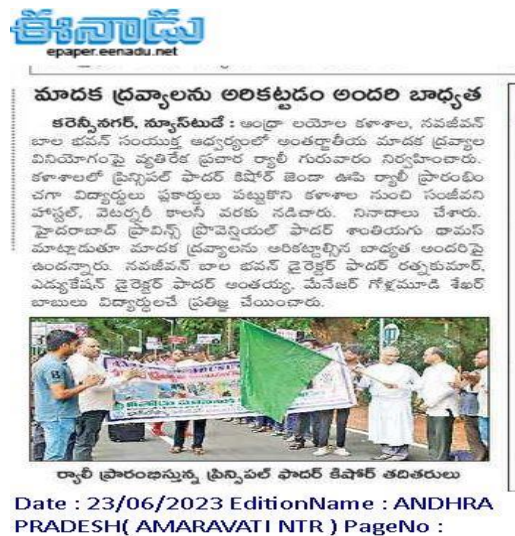 ఈనాడు
epaper.eenadu.net
మాదక ద్రవ్యాలను అరికట్టడం అందరి బాధ్యత
కరెన్సీనగర్, న్యూస్‌టుడే : ఆంధ్రా లయోల కళాశాల, నవజీవన్
బాల భవన్ సంయుక్త ఆధ్వర్యంలో అంతర్జాతీయ మాదక ద్రవ్యాల
వినియోగంపై వ్యతిరేక ప్రచార ర్యాలీ గురువారం నిర్వహించారు.
కళాశాలలో ప్రిన్సిపల్ ఫాదర్ కిషోర్ జెండా ఊపి ర్యాలీ ప్రారంభిం
చగా విద్యార్థులు ప్లకార్డులు పట్టుకొని కళాశాల నుంచి సంజీవని
హాస్టల్, వెటర్నరీ కాలనీ వరకు నడిచారు. నినాదాలు చేశారు.
హైదరాబాద్ ప్రావిన్స్ ప్రొవెన్షియల్ ఫాదర్ శాంతియగు థామస్
మాట్లాడుతూ మాదక ద్రవ్యాలను అరికట్టాల్సిన బాధ్యత అందరిపై
ఉందన్నారు. నవజీవన్ బాల భవన్ డైరెక్టర్ ఫాదర్ రత్నకుమార్,
ఎడ్యుకేషన్ డైరెక్టర్ ఫాదర్ అంతయ్య, మేనేజర్ గోళ్లమూడి శేఖర్
బాబులు విద్యార్థులచే ప్రతిజ్ఞ చేయించారు.
ర్యాలీ ప్రారంభిస్తున్న ప్రిన్సిపల్ ఫాదర్ కిషోర్ తదితరులు
Date : 23/06/2023 EditionName : ANDHRA
PRADESH( AMARAVATI NTR ) PageNo :